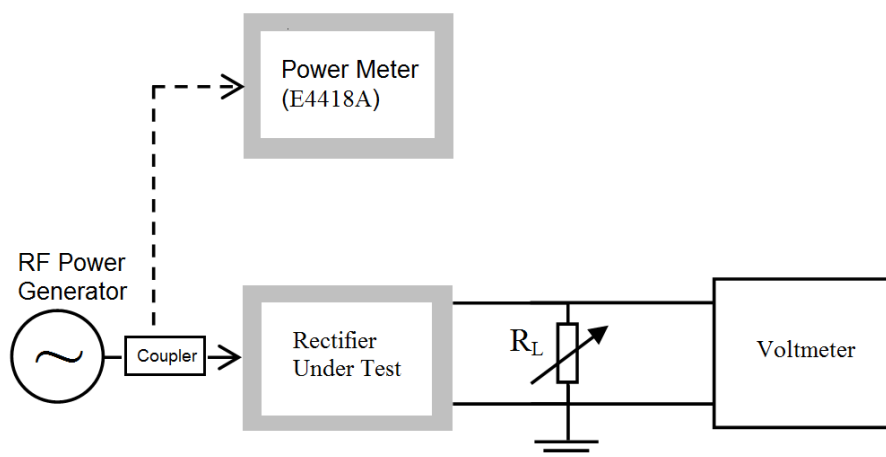 Power Meter
(E4418A)
RF Power
Generator
Coupler
Rectifier
Under Test
RL
Voltmeter